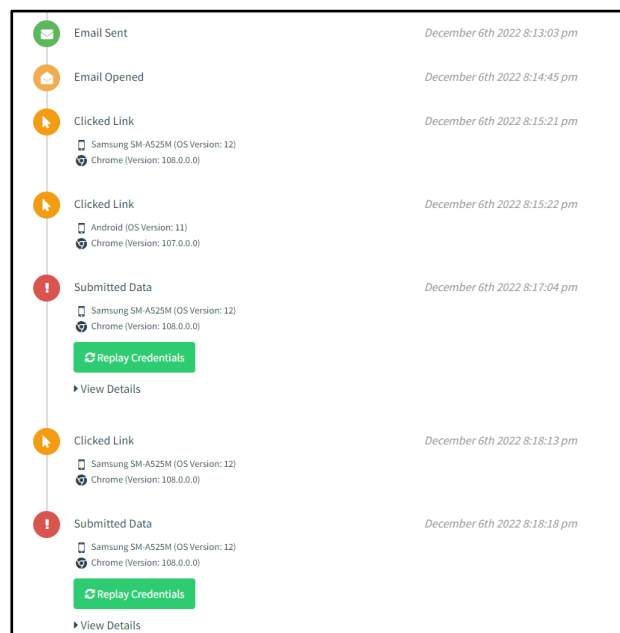 Email Sent December 6th 2022 8:13:03 pm
Email Opened December 6th 2022 8:14:45 pm
Clicked Link December 6th 2022 8:15:21 pm
Samsung SM-A525M (OS Version: 12)
Chrome (Version: 108.0.0.0)
Clicked Link December 6th 2022 8:15:22 pm
Android (OS Version: 11)
Chrome (Version: 107.0.0.0)
Submitted Data December 6th 2022 8:17:04 pm
Samsung SM-A525M (OS Version: 12)
Chrome (Version: 108.0.0.0)
Replay Credentials
View Details
Clicked Link December 6th 2022 8:18:13 pm
Samsung SM-A525M (OS Version: 12)
Chrome (Version: 108.0.0.0)
Submitted Data December 6th 2022 8:18:18 pm
Samsung SM-A525M (OS Version: 12)
Chrome (Version: 108.0.0.0)
Replay Credentials
View Details